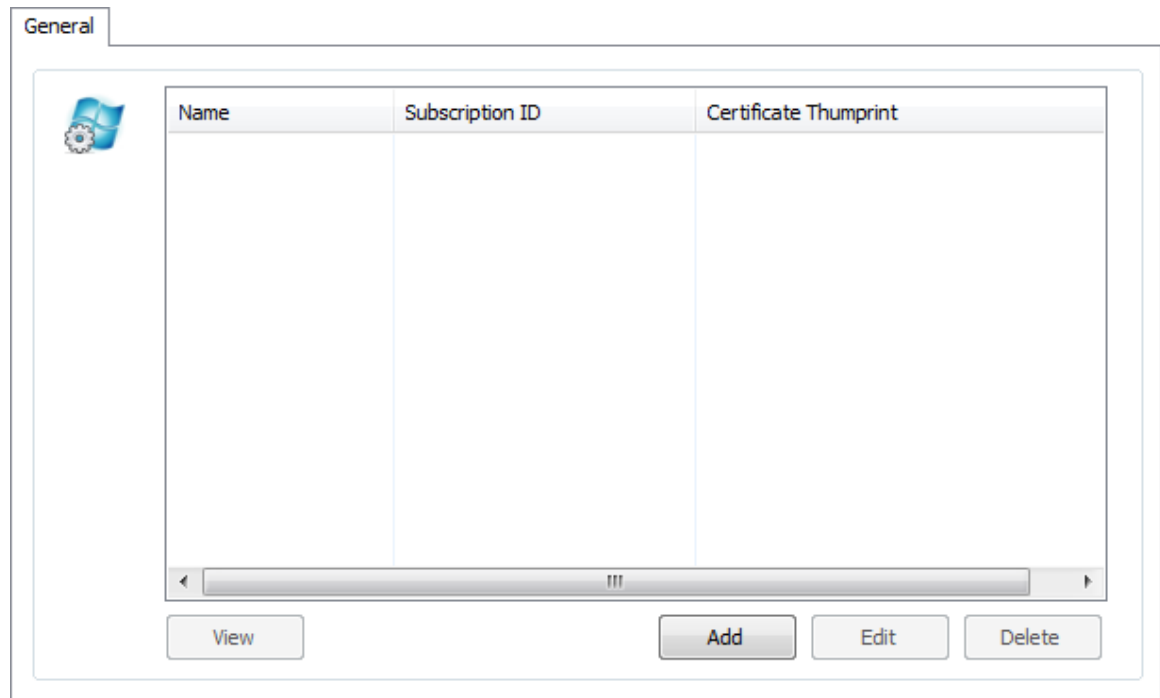 General
Name Subscription ID Certificate Thumprint
View Add Edit Delete